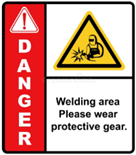 DANGER
Welding area
Please wear
protective gear.